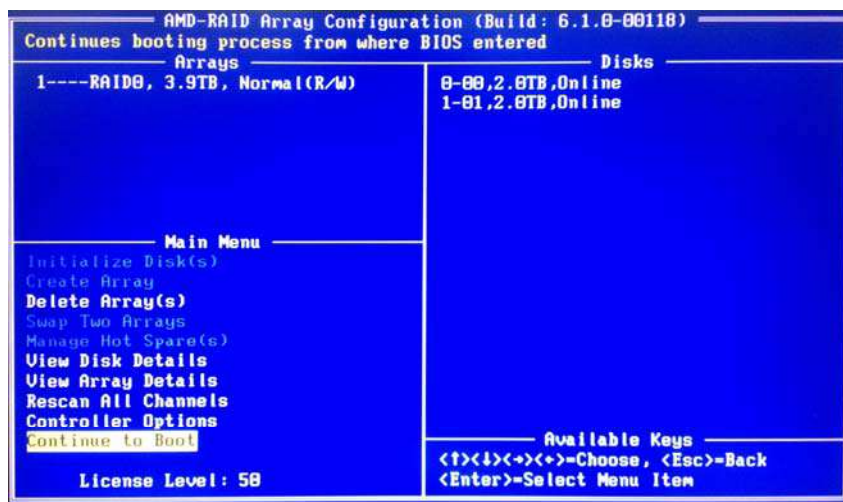 AMD-RAID Array Configuration (Build: 6.1.0-00118)
Continues booting process from where BIOS entered
Arrays
1----RAID0, 3.9TB, Normal(R/W)
Disks
0-00,2.0TB,Online
1-01,2.0TB,Online
Main Menu
Initialize Disk(s)
Create Array
Delete Array(s)
Swap Two Arrays
Manage Hot Spare(s)
View Disk Details
View Array Details
Rescan All Channels
Controller Options
Continue to Boot
License Level: 50
Available Keys
<↑><↓><→><←>=Choose, <Esc>=Back
<Enter>=Select Menu Item